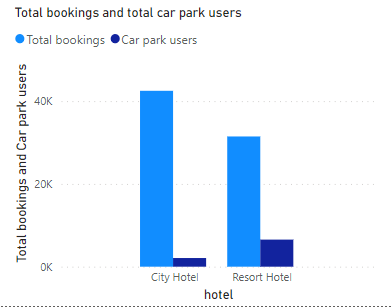 Total bookings and total car park users
Total bookings Car park users
Total bookings and Car park users
40K
20K
0K
City Hotel Resort Hotel
hotel